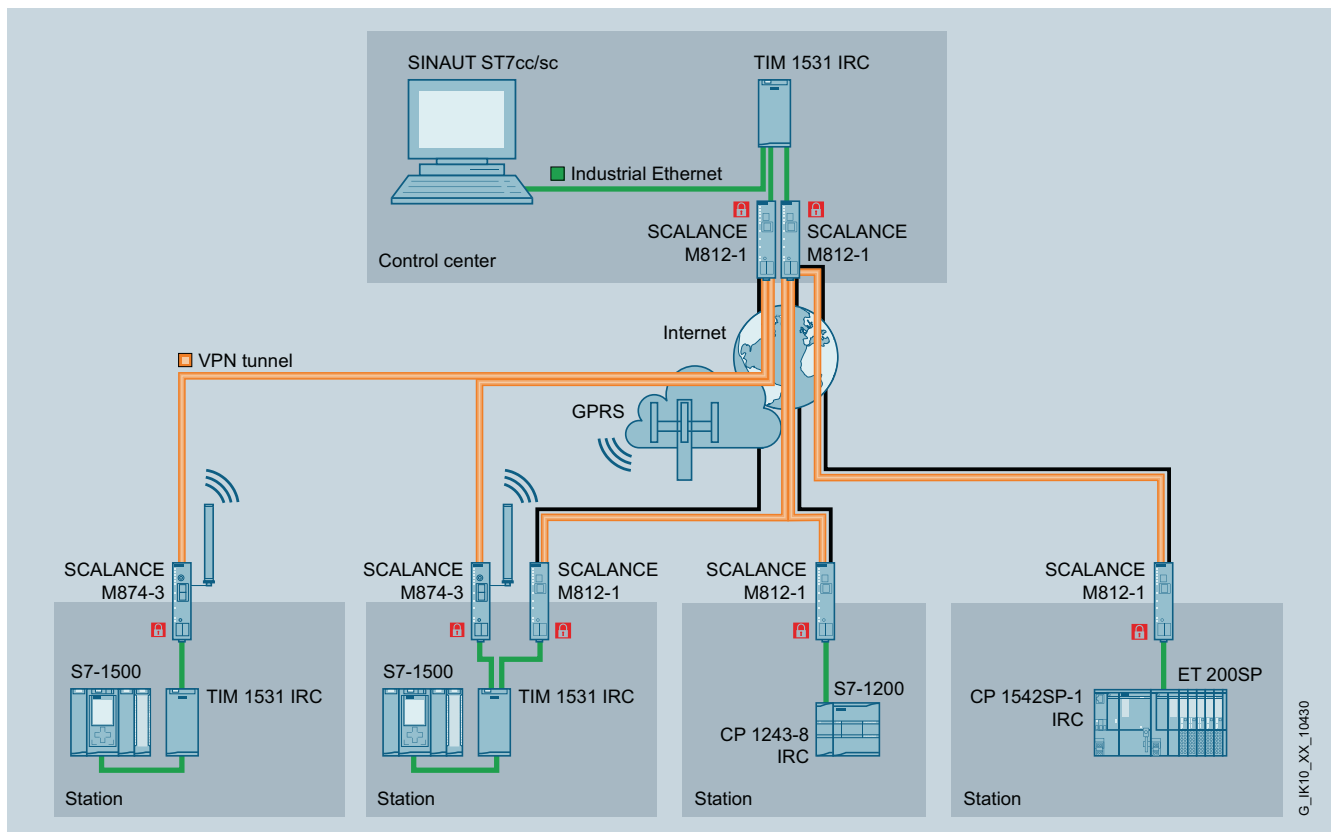 SINAUT ST7cc/sc
TIM 1531 IRC
Industrial Ethernet
SCALANCE
M812-1
SCALANCE
M812-1
Control center
Internet
VPN tunnel
GPRS
SCALANCE
M874-3
SCALANCE
M874-3
SCALANCE
M812-1
SCALANCE
M812-1
SCALANCE
M812-1
S7-1500
TIM 1531 IRC
Station
S7-1500
TIM 1531 IRC
Station
S7-1200
CP 1243-8
IRC
Station
ET 200SP
CP 1542SP-1
IRC
Station
G_IK10_XX_10430